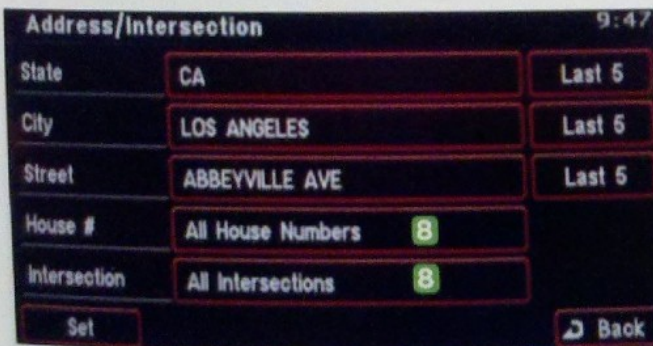 Address/Intersection 9:47
State CA Last 5
City LOS ANGELES Last 5
Street ABBEYVILLE AVE Last 5
House # All House Numbers 8
Intersection All Intersections 8
Set Back